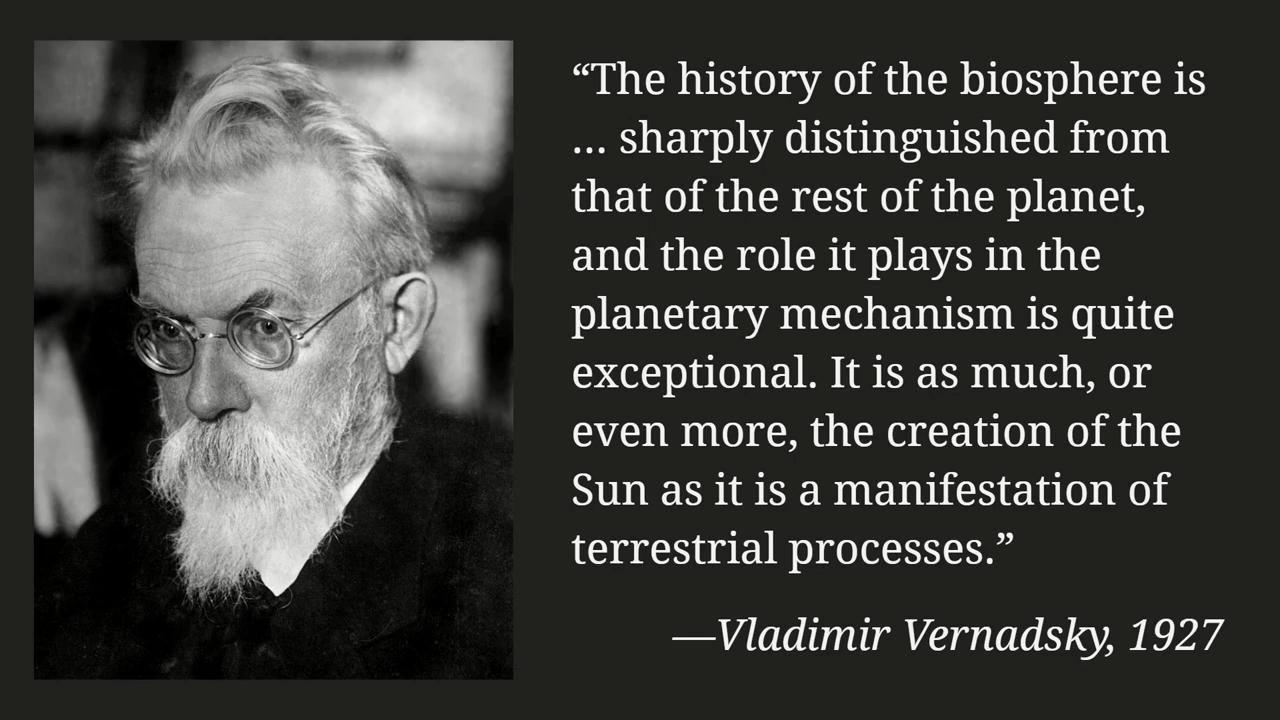 “The history of the biosphere is
... sharply distinguished from
that of the rest of the planet,
and the role it plays in the
planetary mechanism is quite
exceptional. It is as much, or
even more, the creation of the
Sun as it is a manifestation of
terrestrial processes.”
—Vladimir Vernadsky, 1927